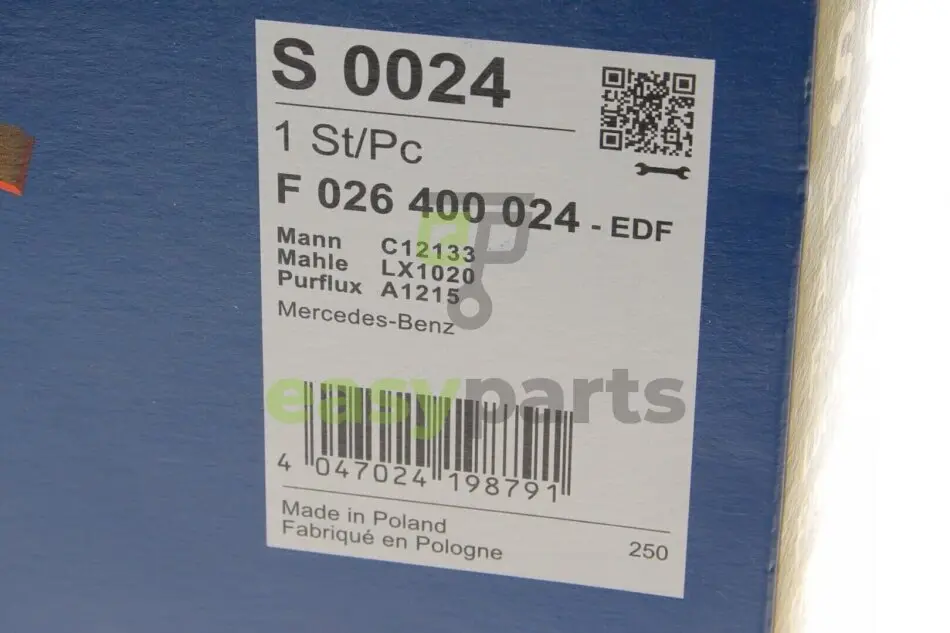 S 0024
1 St/Pc
F 026 400 024 - EDF
Mann C12133
Mahle LX1020
Purflux A1215
Mercedes-Benz
easyparts
4 047024 198791
Made in Poland
Fabriqué en Pologne
250